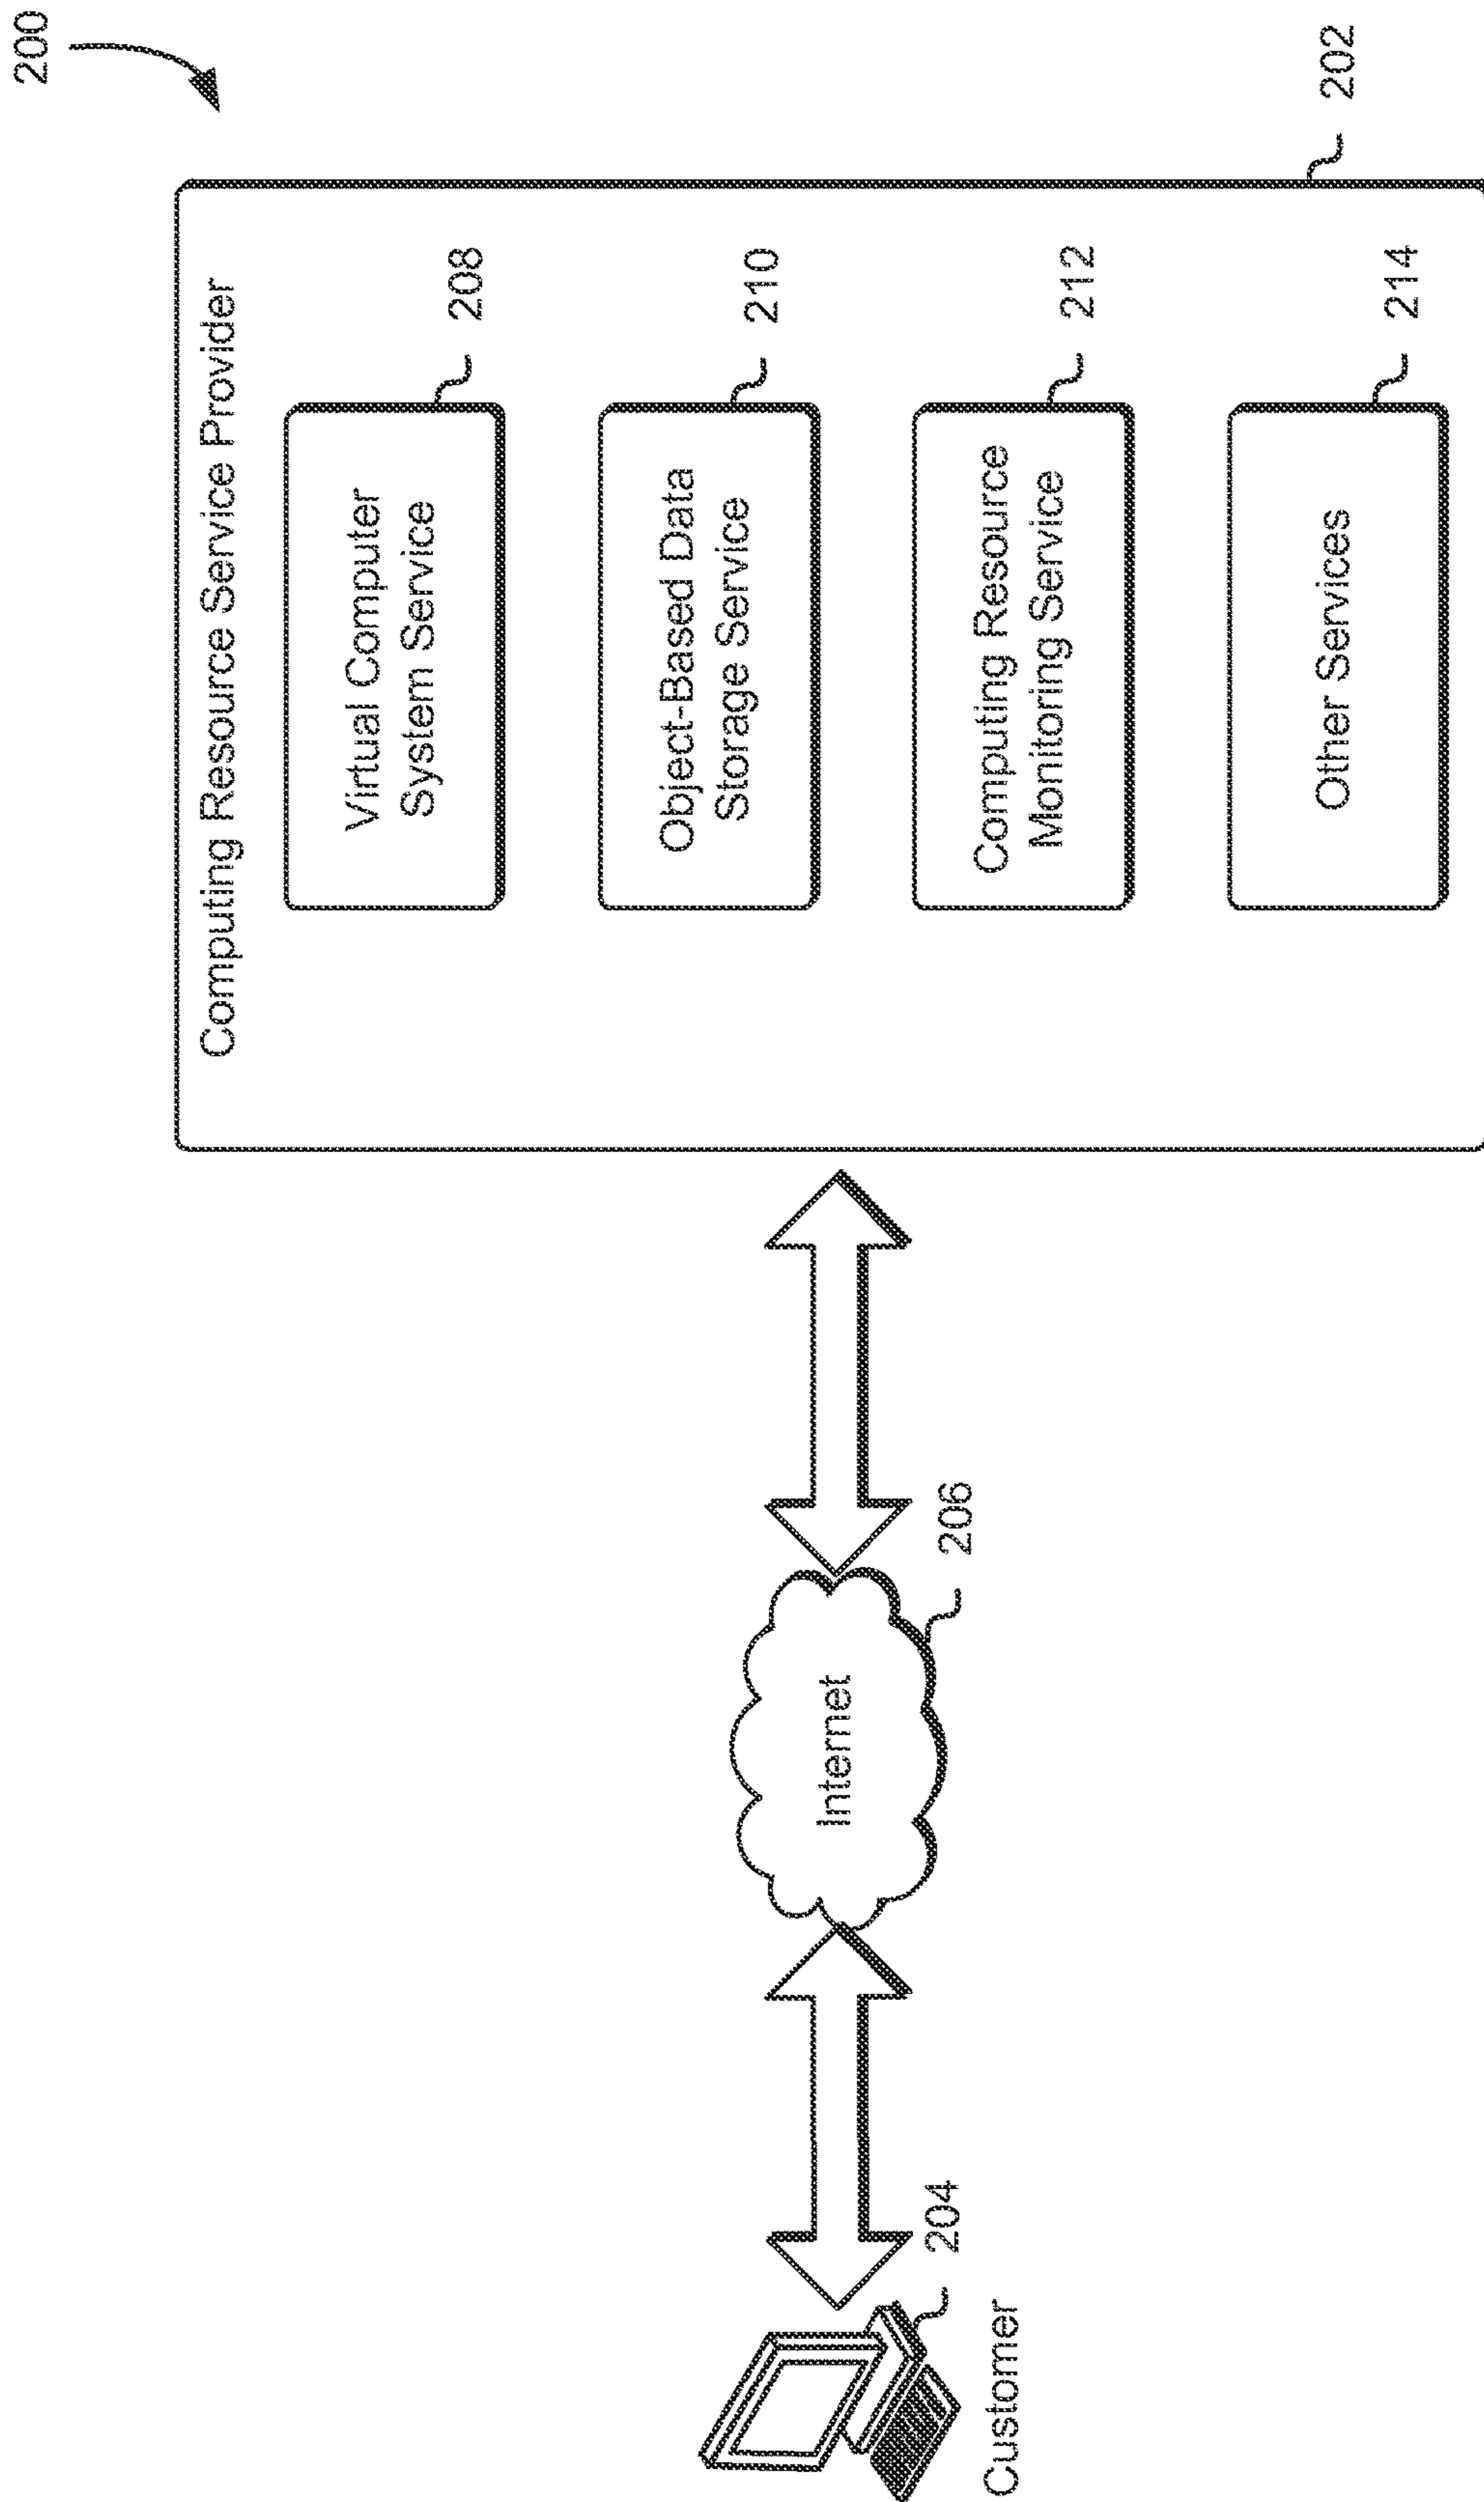 200
Computing Resource Service Provider
202
Virtual Computer
System Service
208
Object-Based Data
Storage Service
210
Computing Resource
Monitoring Service
212
Other Services
214
Internet
206
204
Customer